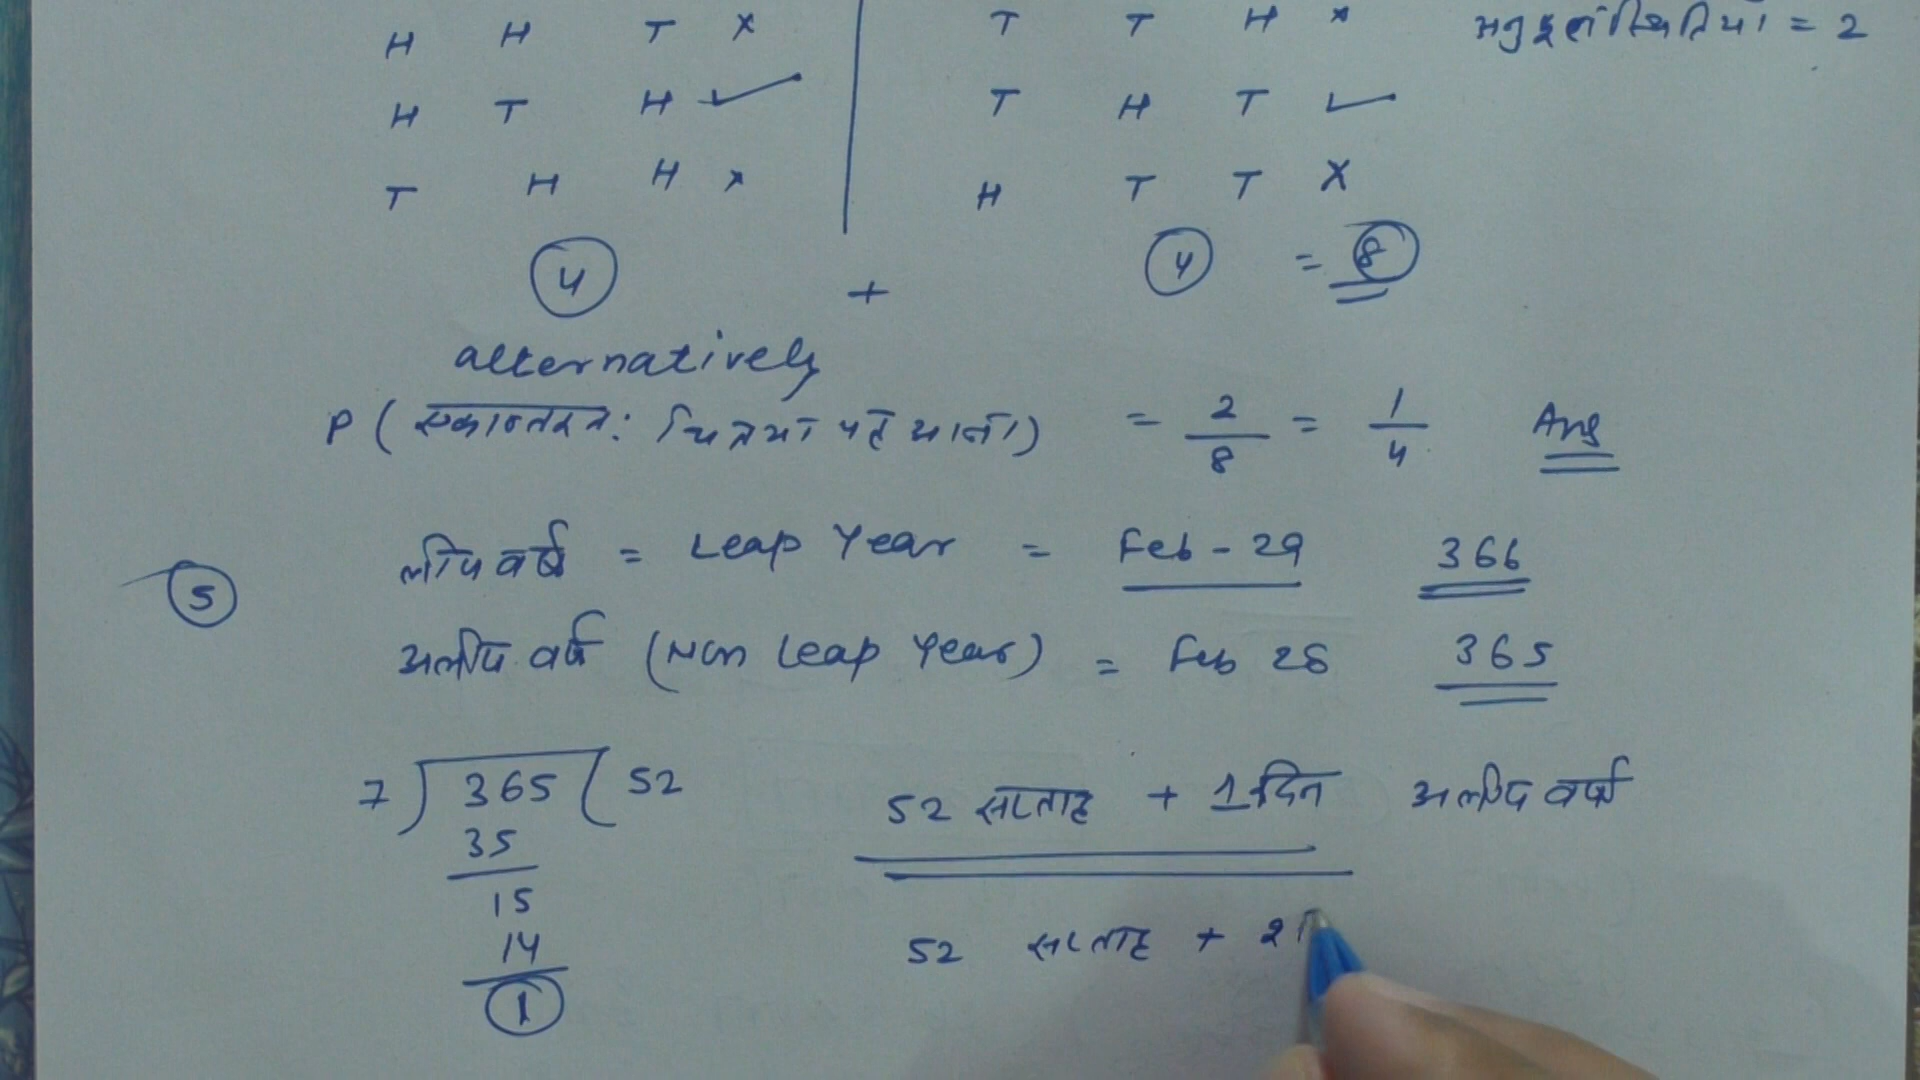 H H T × T T H × अनुकूल स्थितियाँ = 2
H T H ✓ T H T ✓
T H H × H T T ×
4 + 4 = 8
alternatively
P ( एकान्तरतः चित या पट आना) = 2/8 = 1/4 Ans
5 लीप वर्ष = Leap Year = Feb - 29 366
अलीप वर्ष (Non Leap Year) = Feb 28 365
7 ) 365 ( 52 52 सप्ताह + 1 दिन अलीप वर्ष
35
15
14 52 सप्ताह + 2
1